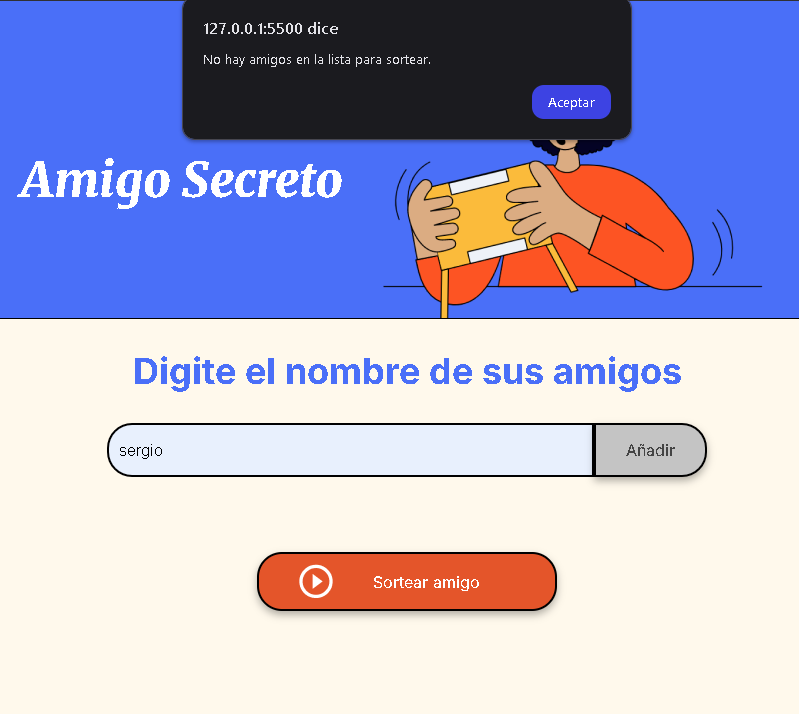 127.0.0.1:5500 dice
No hay amigos en la lista para sortear.
Aceptar
Amigo Secreto
Digite el nombre de sus amigos
sergio
Añadir
Sortear amigo